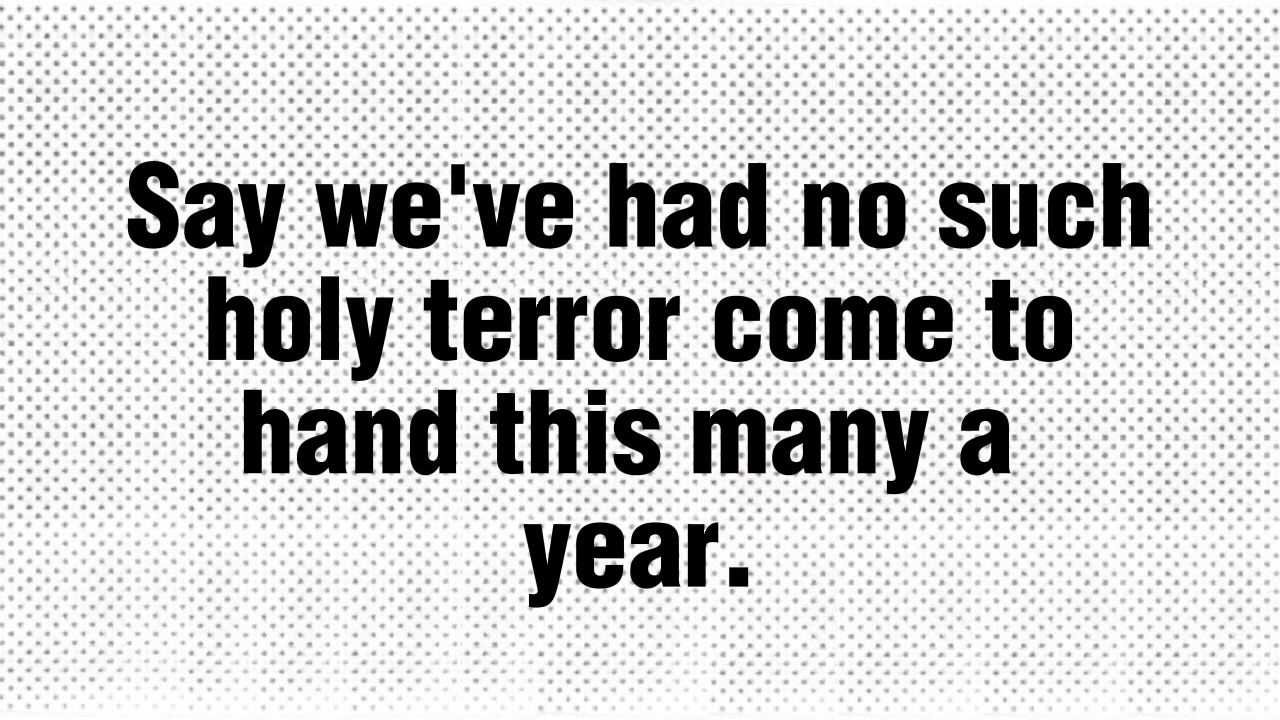 Say we've had no such
holy terror come to
hand this many a
year.